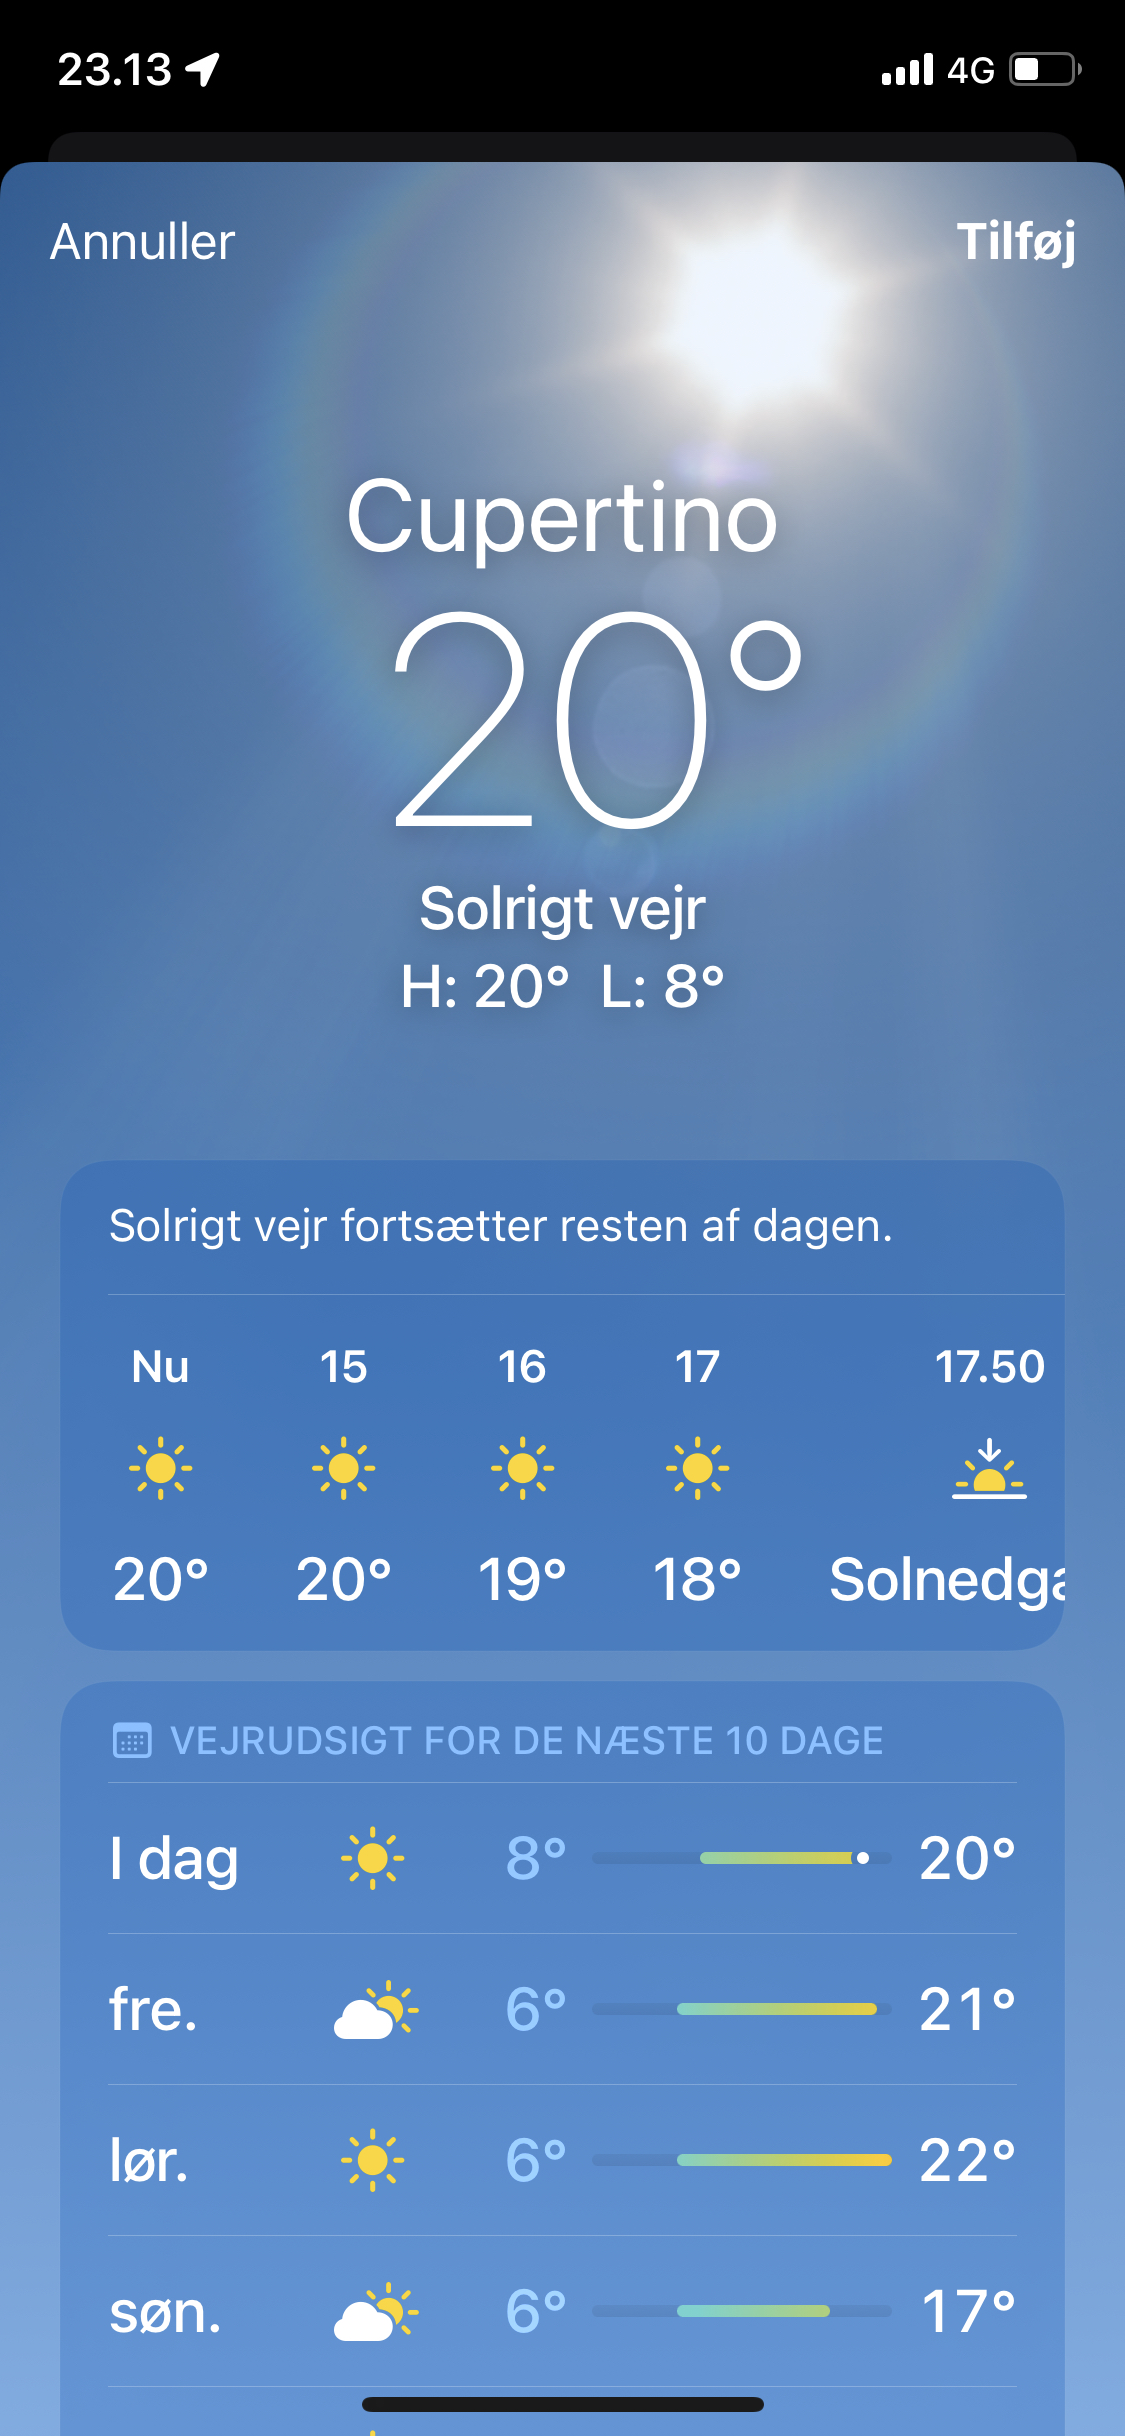 23.13
4G
Annuller
Tilføj
Cupertino
20°
Solrigt vejr
H: 20° L: 8°
Solrigt vejr fortsætter resten af dagen.
Nu 15 16 17 17.50
20° 20° 19° 18° Solnedga
VEJRUDSIGT FOR DE NÆSTE 10 DAGE
I dag 8° 20°
fre. 6° 21°
lør. 6° 22°
søn. 6° 17°